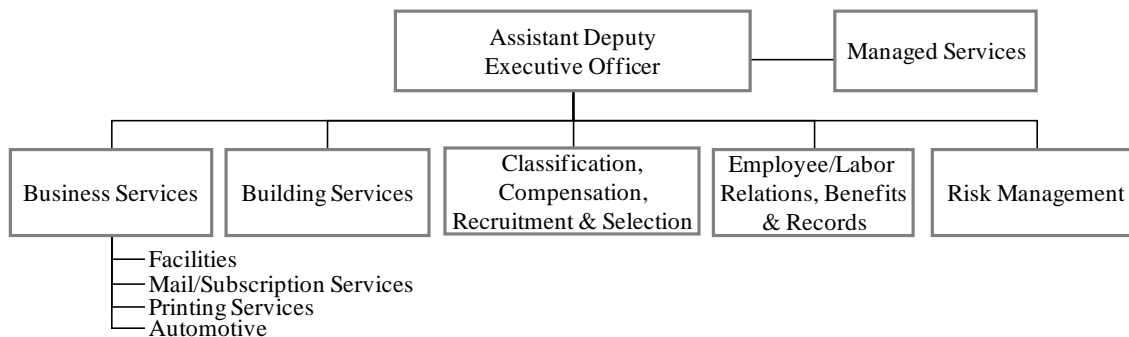 Assistant Deputy
Executive Officer
Managed Services
Business Services
Building Services
Classification,
Compensation,
Recruitment & Selection
Employee/Labor
Relations, Benefits
& Records
Risk Management
Facilities
Mail/Subscription Services
Printing Services
Automotive